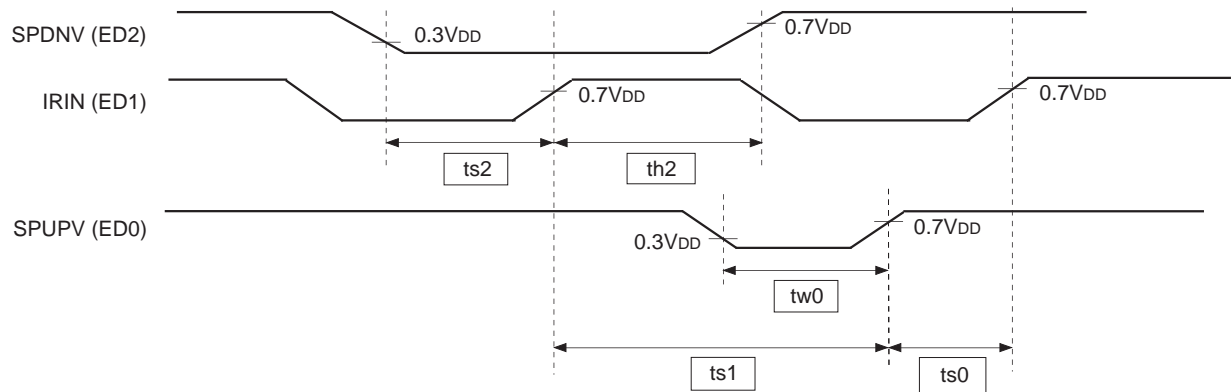 SPDNV (ED2)
0.3VDD
0.7VDD
IRIN (ED1)
0.7VDD
0.7VDD
ts2
th2
SPUPV (ED0)
0.3VDD
0.7VDD
tw0
ts1
ts0